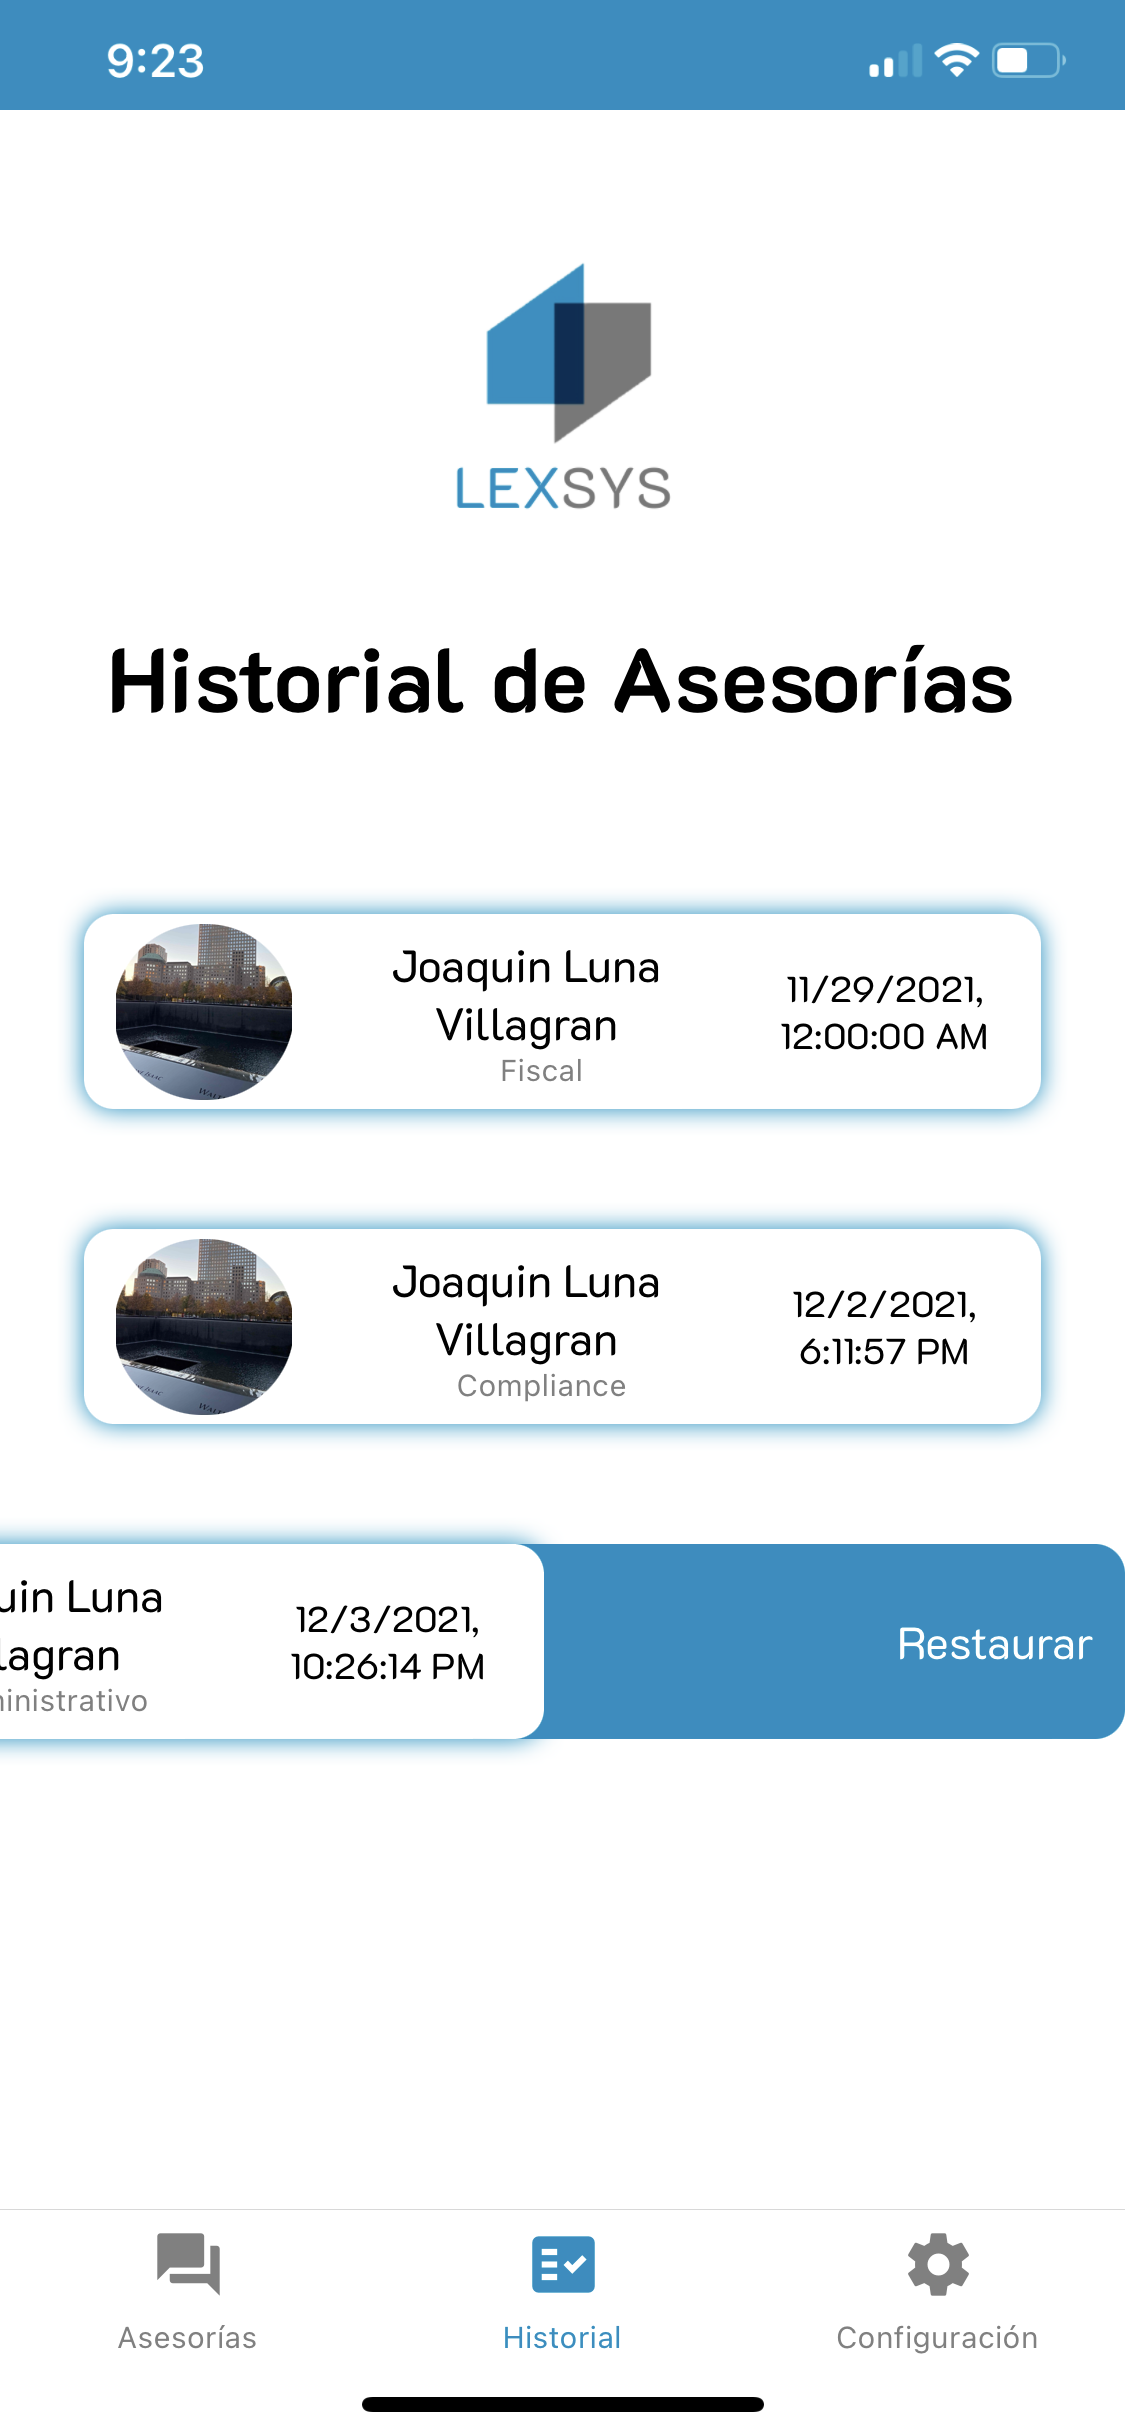 9:23
LEXSYS
Historial de Asesorías
Joaquin Luna
Villagran
Fiscal
11/29/2021,
12:00:00 AM
Joaquin Luna
Villagran
Compliance
12/2/2021,
6:11:57 PM
uin Luna
lagran
ministrativo
12/3/2021,
10:26:14 PM
Restaurar
Asesorías
Historial
Configuración